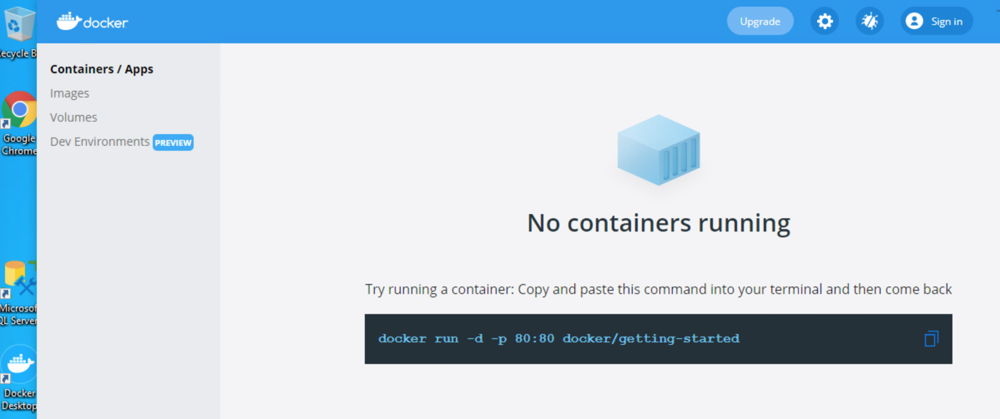 docker
Upgrade
Sign in
Containers / Apps
Images
Volumes
Dev Environments PREVIEW
No containers running
Try running a container: Copy and paste this command into your terminal and then come back
docker run -d -p 80:80 docker/getting-started
ecycle B
Google
Chrome
Microsof
QL Server
Docker
Desktop